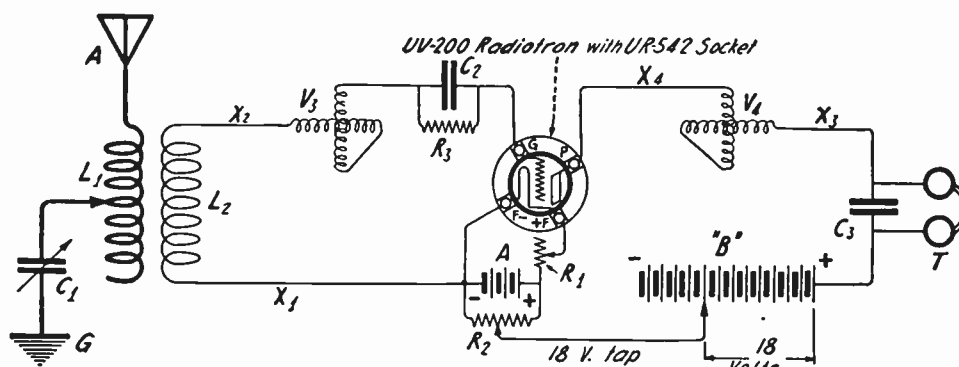 UV-200 Radiotron with UR-542 Socket
A
C2
X4
V3
V4
X2
X3
R3
G
P
L1
L2
F- +F
A
"B"
C3
T
R1
C1
- +
- +
X1
R2
G
18 V. tap
18